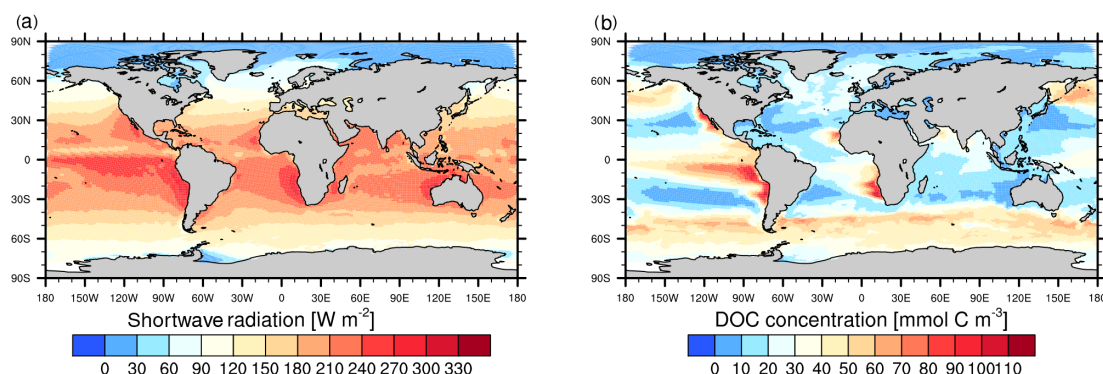 (a)
90N
60N
30N
0
30S
60S
90S
180 150W 120W 90W 60W 30W 0 30E 60E 90E 120E 150E 180
Shortwave radiation [W m-2]
0 30 60 90 120 150 180 210 240 270 300 330
(b)
90N
60N
30N
0
30S
60S
90S
180 150W 120W 90W 60W 30W 0 30E 60E 90E 120E 150E 180
DOC concentration [mmol C m-3]
0 10 20 30 40 50 60 70 80 90 100 110